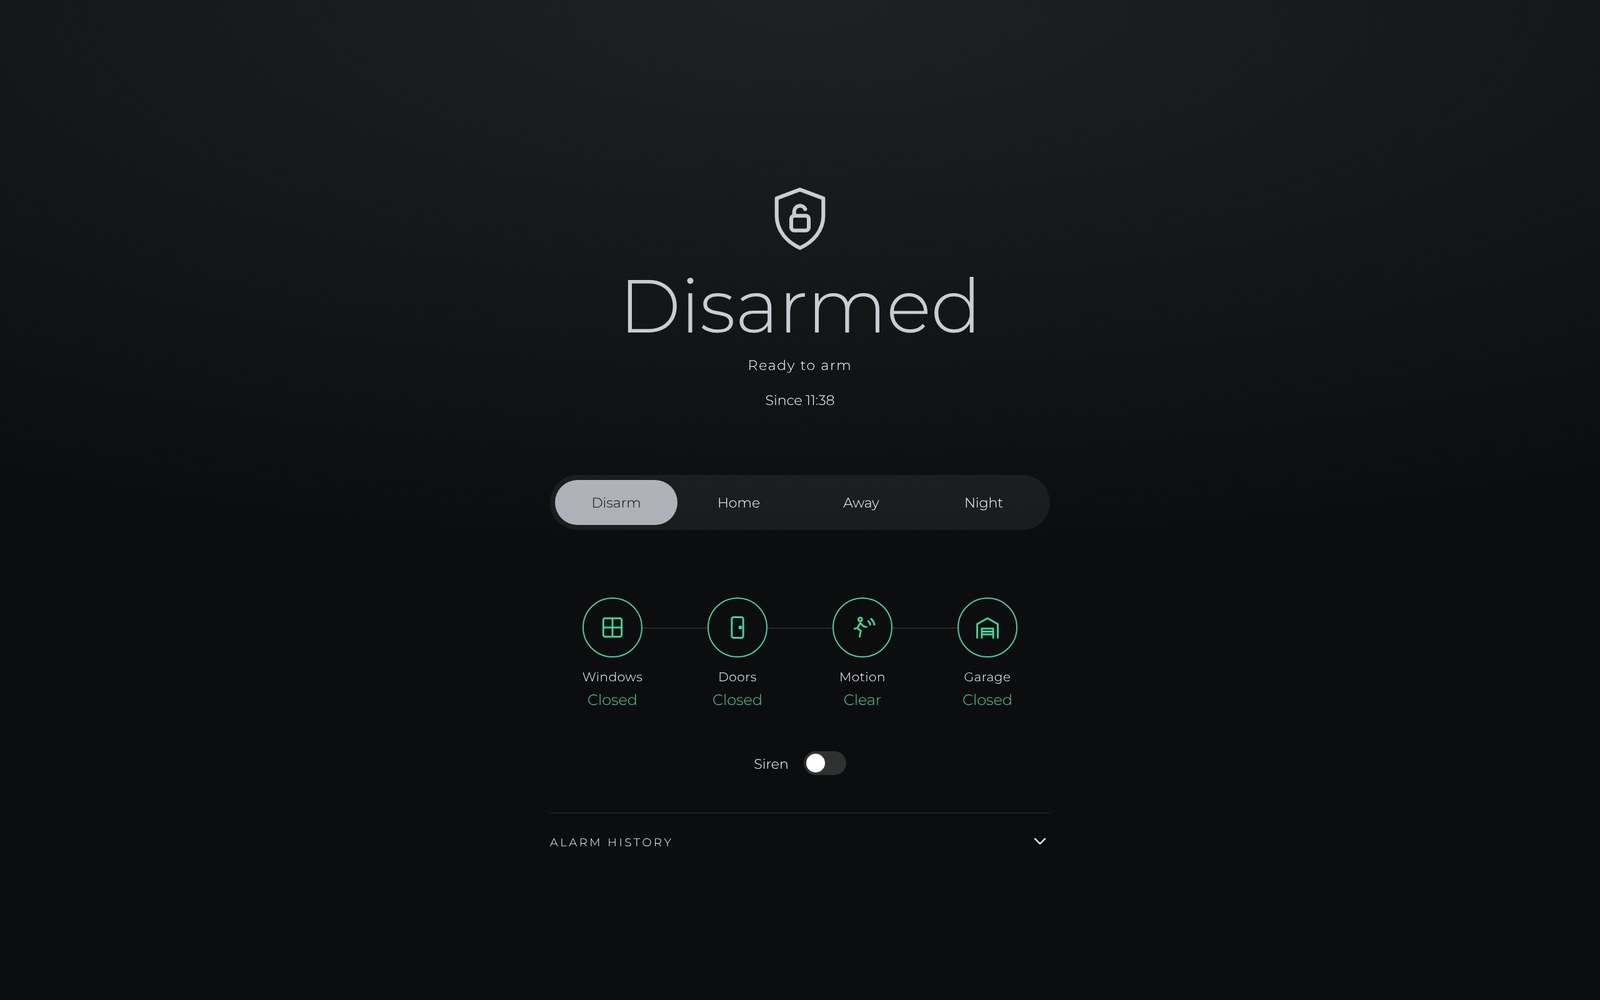 Disarmed
Ready to arm
Since 11:38
Disarm Home Away Night
Windows Doors Motion Garage
Closed Closed Clear Closed
Siren
ALARM HISTORY